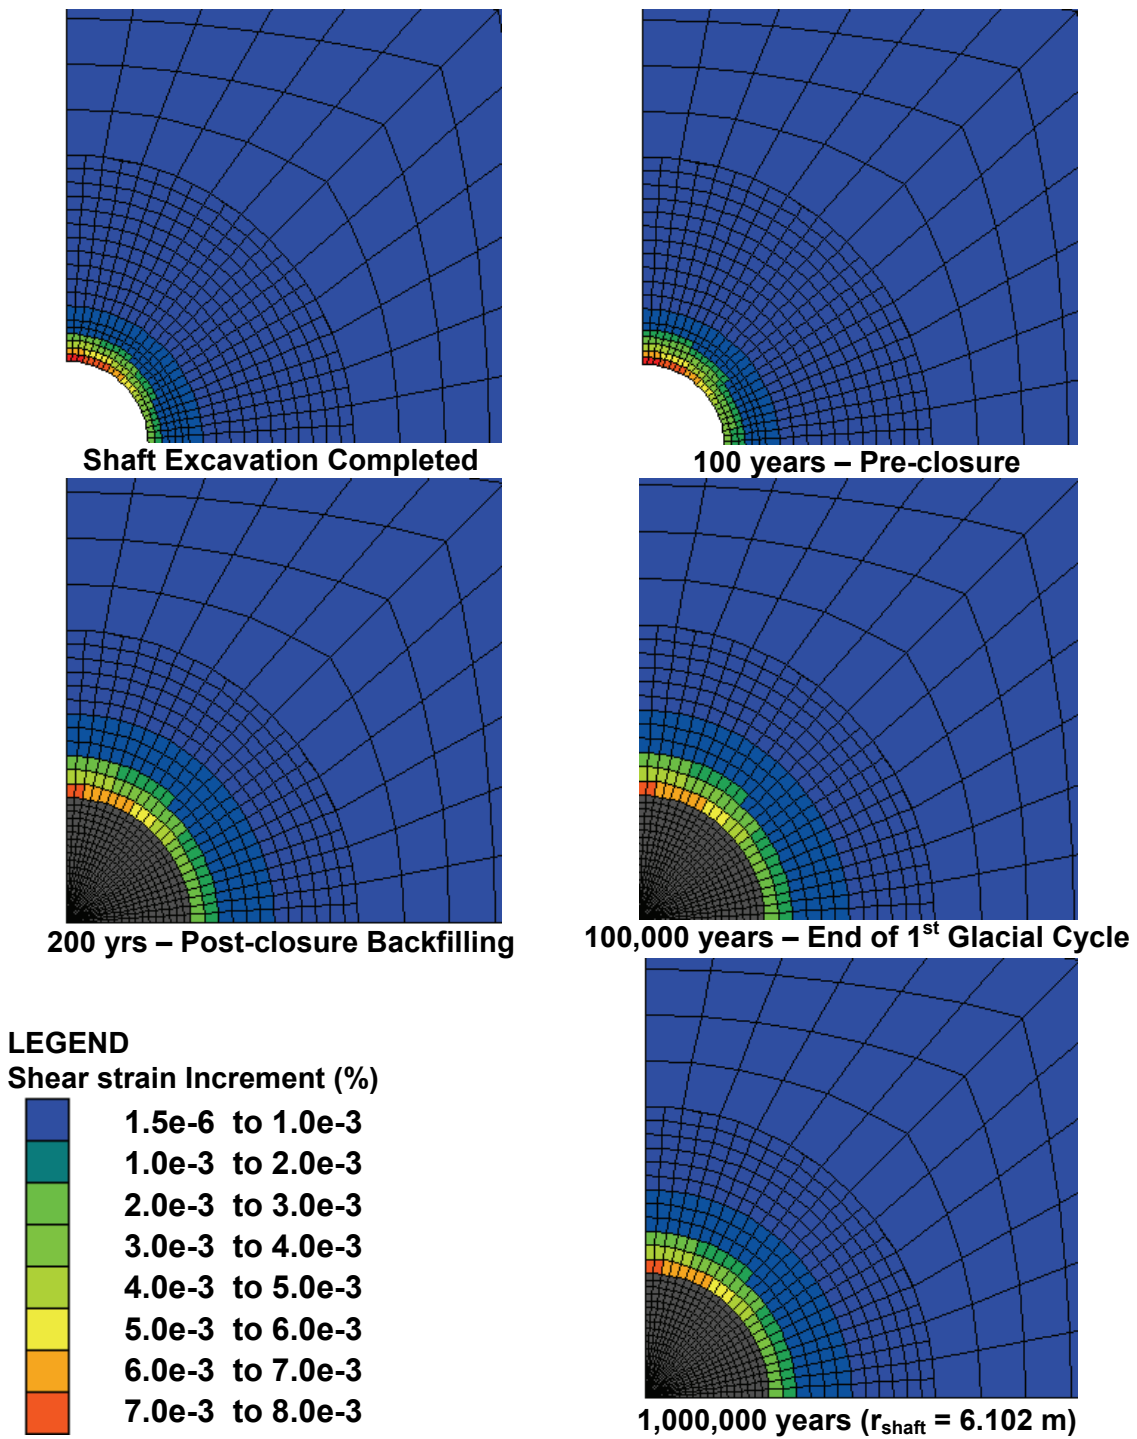 Shaft Excavation Completed
100 years – Pre-closure
200 yrs – Post-closure Backfilling
100,000 years – End of 1st Glacial Cycle
LEGEND
Shear strain Increment (%)
1.5e-6 to 1.0e-3
1.0e-3 to 2.0e-3
2.0e-3 to 3.0e-3
3.0e-3 to 4.0e-3
4.0e-3 to 5.0e-3
5.0e-3 to 6.0e-3
6.0e-3 to 7.0e-3
7.0e-3 to 8.0e-3
1,000,000 years (rshaft = 6.102 m)